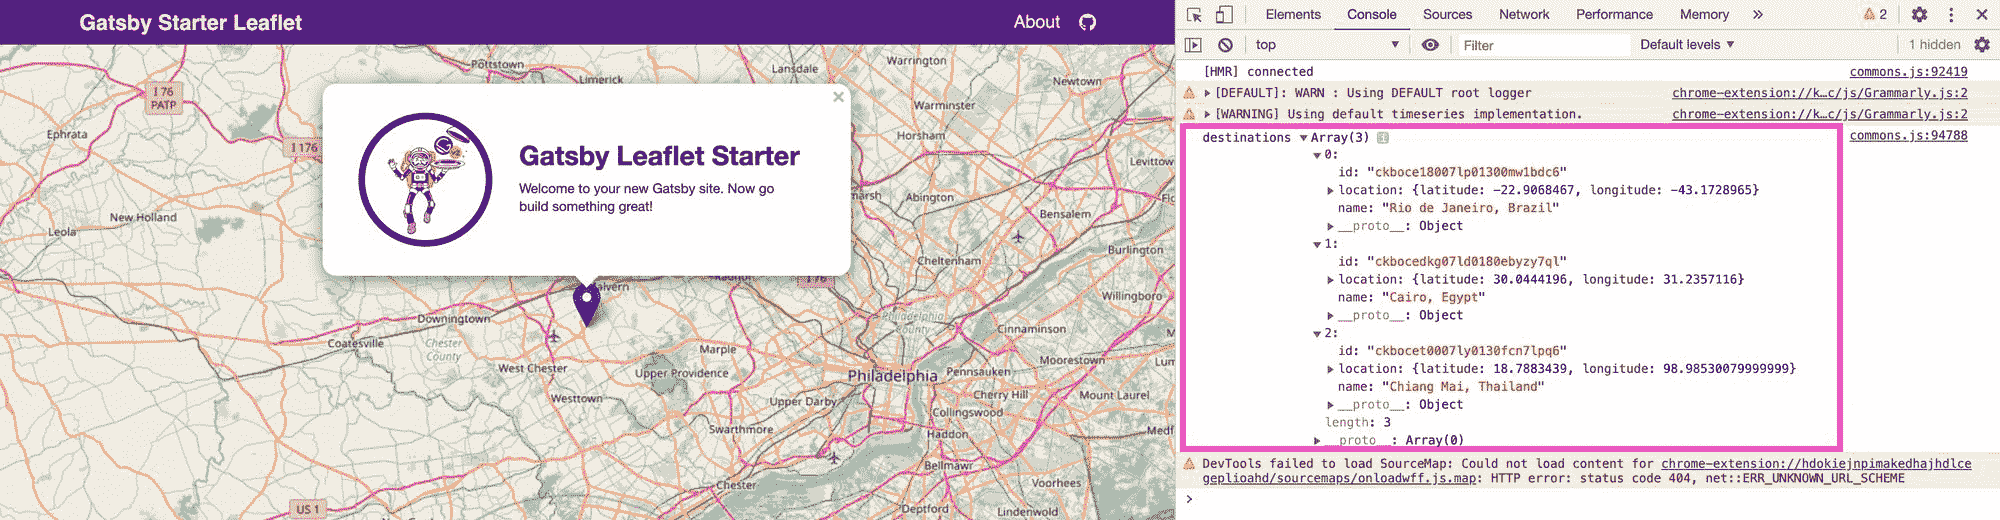 Gatsby Starter Leaflet
About
Pottstown
Limerick
Lansdale
Warrington
Newtown
I 76
PATP
Warminster
Ephrata
I 176
Horsham
Levittow
Abington
New Holland
Leola
Bensalem
Burlington
Cheltenham
Willingboro
Downingtown
Coatesville
Chester
County
Philadelphia
County
Cinnaminson
Marple
Moorestown
West Chester
Upper Providence
Philadelphia
Pennsauken
Westtown
Upper Darby
Cherry Hill
Mount Laurel
Collingswood
Swarthmore
Haddon
Medf
Bellmawr
Chester
Voorhees
US 1
Deptford
Lindenwold
×
Gatsby Leaflet Starter
Welcome to your new Gatsby site. Now go
build something great!
Elements Console Sources Network Performance Memory » 2
top Filter Default levels 1 hidden
[HMR] connected commons.js:92419
[DEFAULT]: WARN : Using DEFAULT root logger chrome-extension://k…c/js/Grammarly.js:2
[WARNING] Using default timeseries implementation. chrome-extension://k…c/js/Grammarly.js:2
destinations Array(3) i commons.js:94788
0:
id: "ckboce18007lp01300mw1bdc6"
location: {latitude: -22.9068467, longitude: -43.1728965}
name: "Rio de Janeiro, Brazil"
__proto__: Object
1:
id: "ckbocedkg07ld0180ebyzy7ql"
location: {latitude: 30.0444196, longitude: 31.2357116}
name: "Cairo, Egypt"
__proto__: Object
2:
id: "ckbocet0007ly0130fcn7lpq6"
location: {latitude: 18.7883439, longitude: 98.98530079999999}
name: "Chiang Mai, Thailand"
__proto__: Object
length: 3
__proto__: Array(0)
DevTools failed to load SourceMap: Could not load content for chrome-extension://hdokiejnpimakedhajhdlce
geplioahd/sourcemaps/onloadwff.js.map: HTTP error: status code 404, net::ERR_UNKNOWN_URL_SCHEME